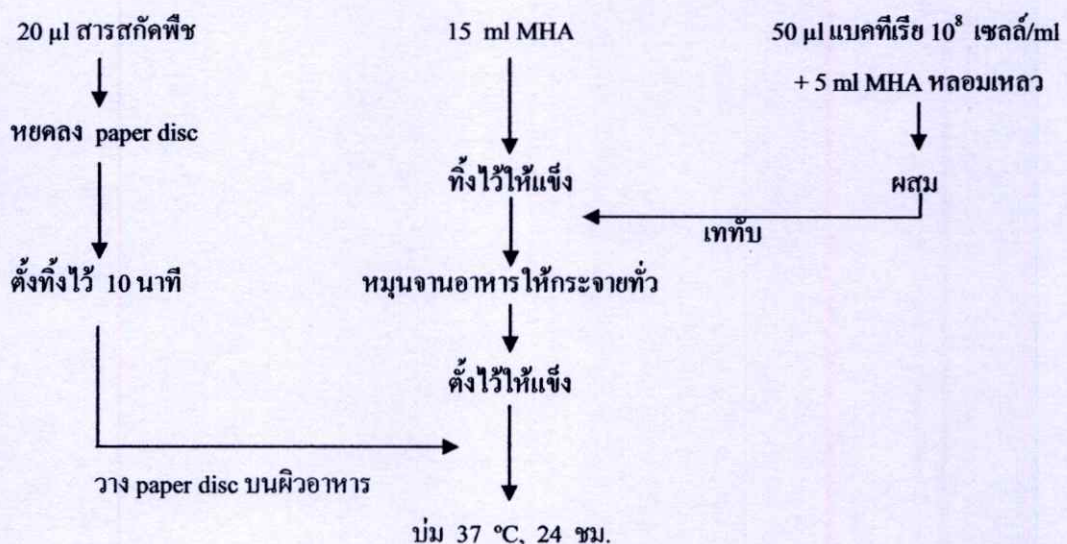 20 μl สารสกัดพืช
15 ml MHA
50 μl แบคทีเรีย 10⁸ เซลล์/ml
+ 5 ml MHA หลอมเหลว
หยดลง paper disc
ทิ้งไว้ให้แข็ง
ผสม
เททับ
ตั้งทิ้งไว้ 10 นาที
หมุนจานอาหารให้กระจายทั่ว
ตั้งไว้ให้แข็ง
วาง paper disc บนผิวอาหาร
บ่ม 37 °C, 24 ชม.